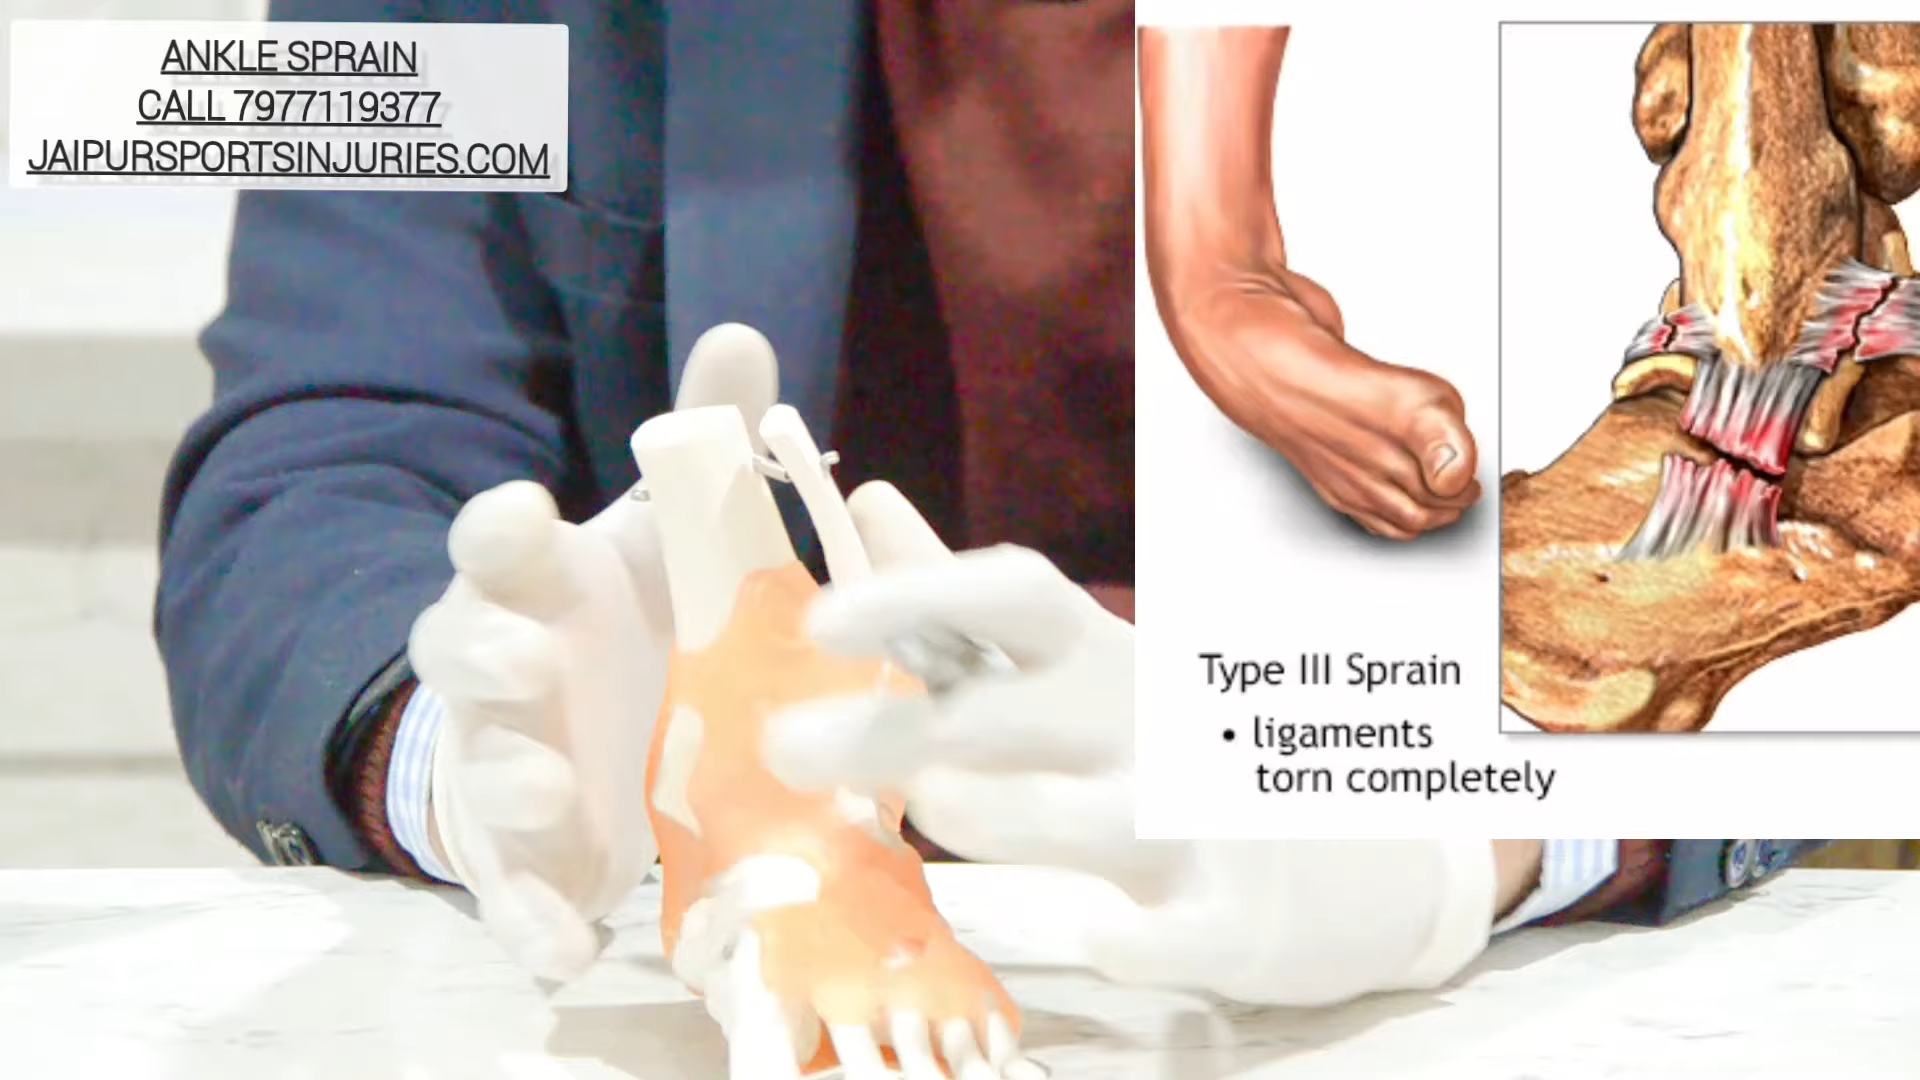 ANKLE SPRAIN
CALL 7977119377
JAIPURSPORTSINJURIES.COM
Type III Sprain
• ligaments
torn completely